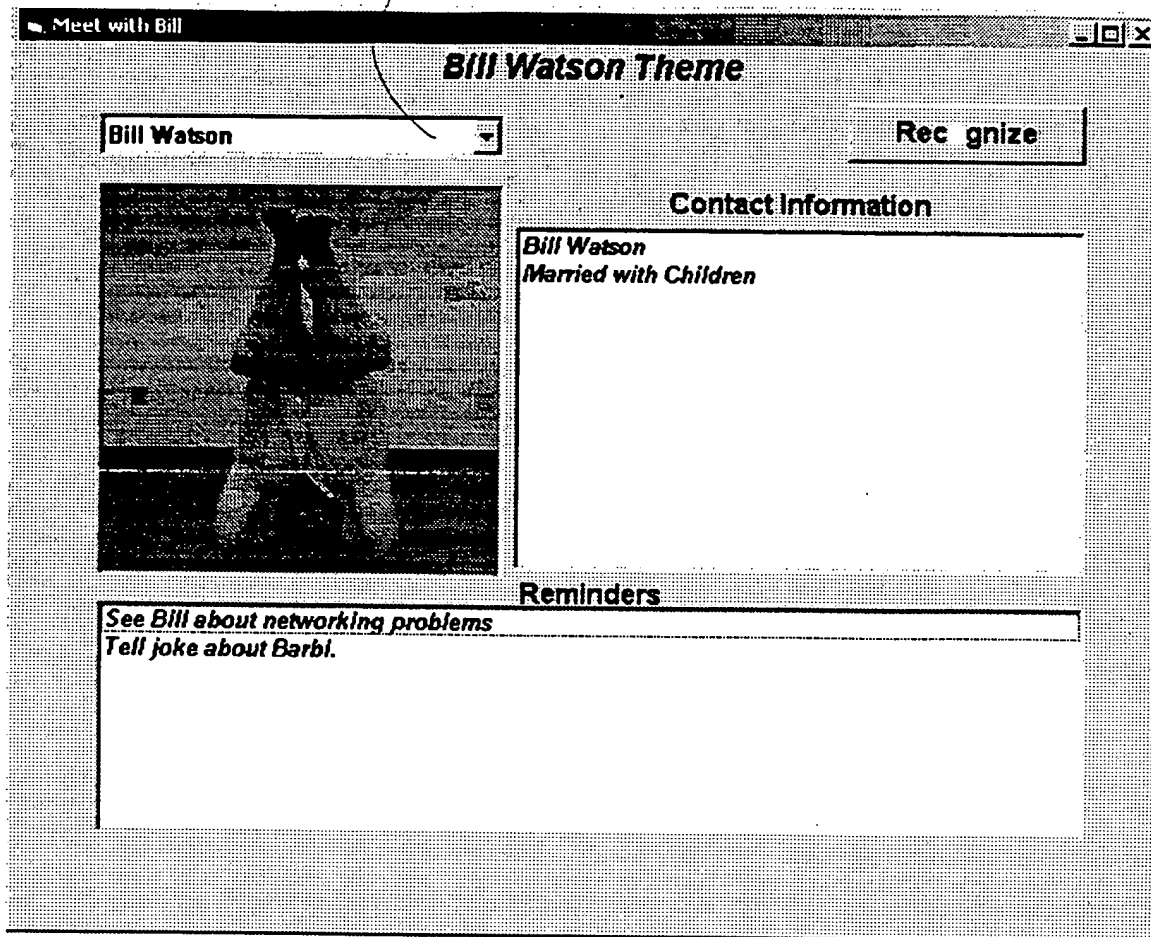 Meet with Bill
Bill Watson Theme
Bill Watson
Rec gnize
Contact Information
Bill Watson
Married with Children
Reminders
See Bill about networking problems
Tell joke about Barbi.